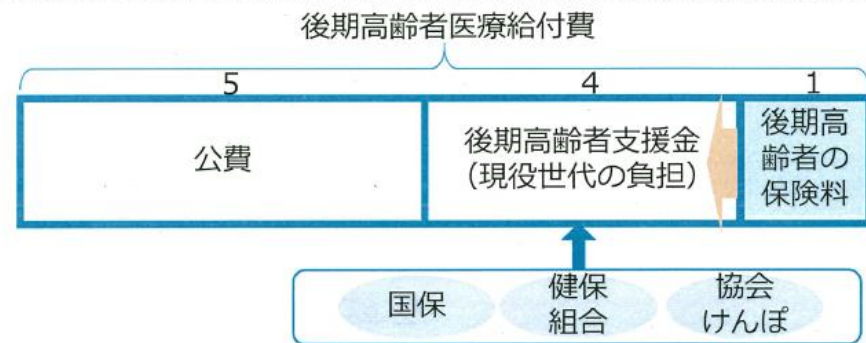 後期高齢者医療給付費
5
4
1
公費
後期高齢者支援金
(現役世代の負担)
後期高
齢者の
保険料
国保
健保
組合
協会
けんぽ